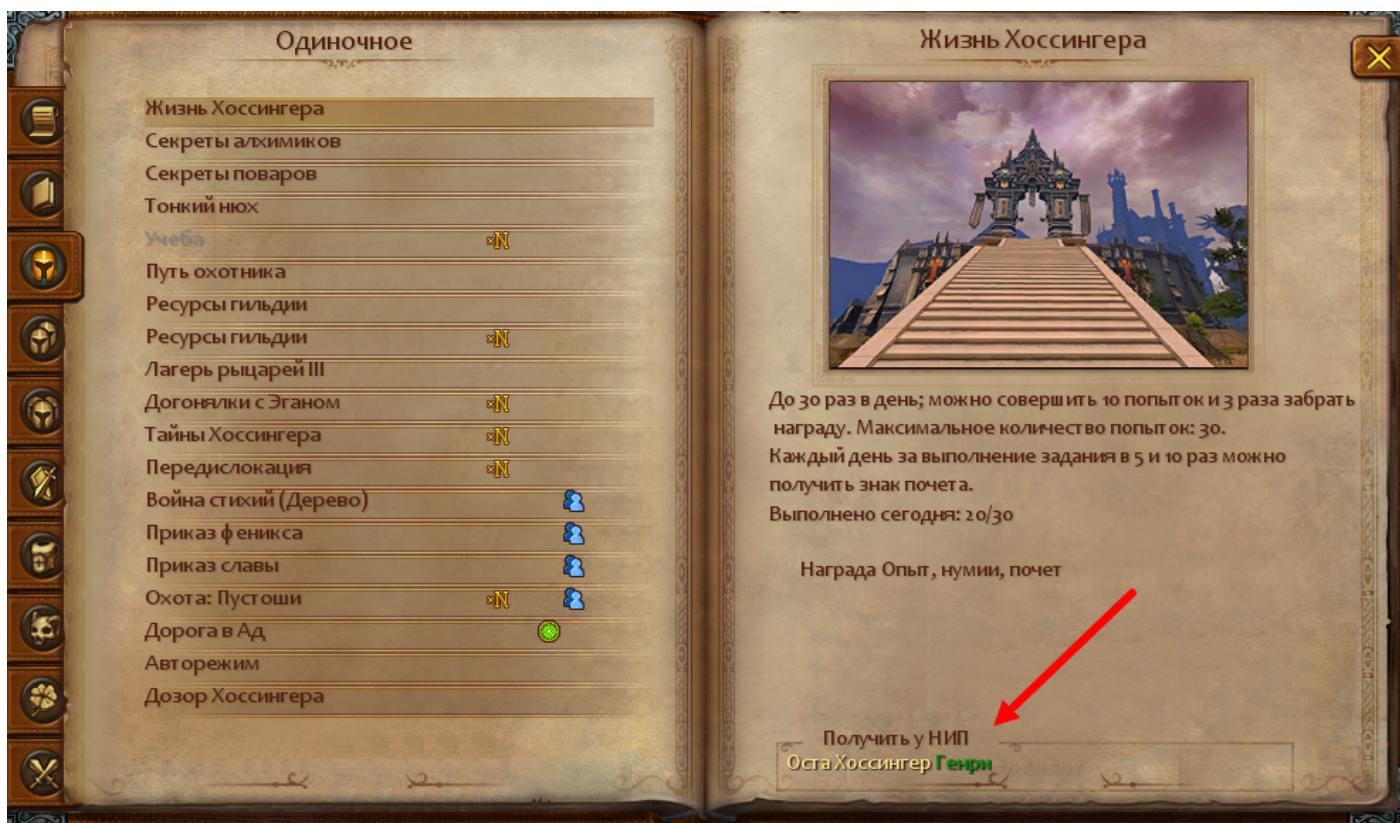 Одиночное
Жизнь Хоссингера
Секреты алхимиков
Секреты поваров
Тонкий нюх
Учеба ×N
Путь охотника
Ресурсы гильдии
Ресурсы гильдии ×N
Лагерь рыцарей III
Догонялки с Эганом ×N
Тайны Хоссингера ×N
Передислокация ×N
Война стихий (Дерево)
Приказ феникса
Приказ славы
Охота: Пустоши ×N
Дорога в Ад
Авторежим
Дозор Хоссингера
Жизнь Хоссингера
До 30 раз в день; можно совершить 10 попыток и 3 раза забрать
награду. Максимальное количество попыток: 30.
Каждый день за выполнение задания в 5 и 10 раз можно
получить знак почета.
Выполнено сегодня: 20/30
Награда Опыт, нумии, почет
Получить у НИП
Оста Хоссингер Генри